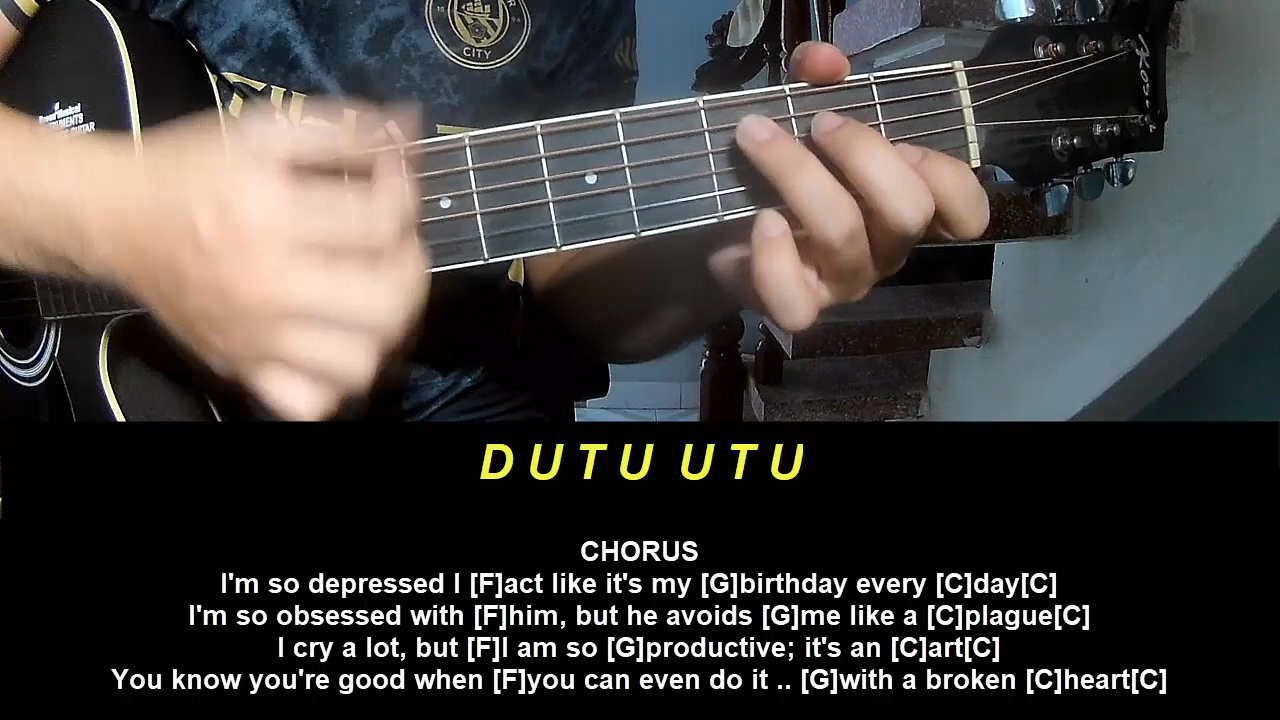 CITY
D U T U U T U
CHORUS
I'm so depressed I [F]act like it's my [G]birthday every [C]day[C]
I'm so obsessed with [F]him, but he avoids [G]me like a [C]plague[C]
I cry a lot, but [F]I am so [G]productive; it's an [C]art[C]
You know you're good when [F]you can even do it .. [G]with a broken [C]heart[C]